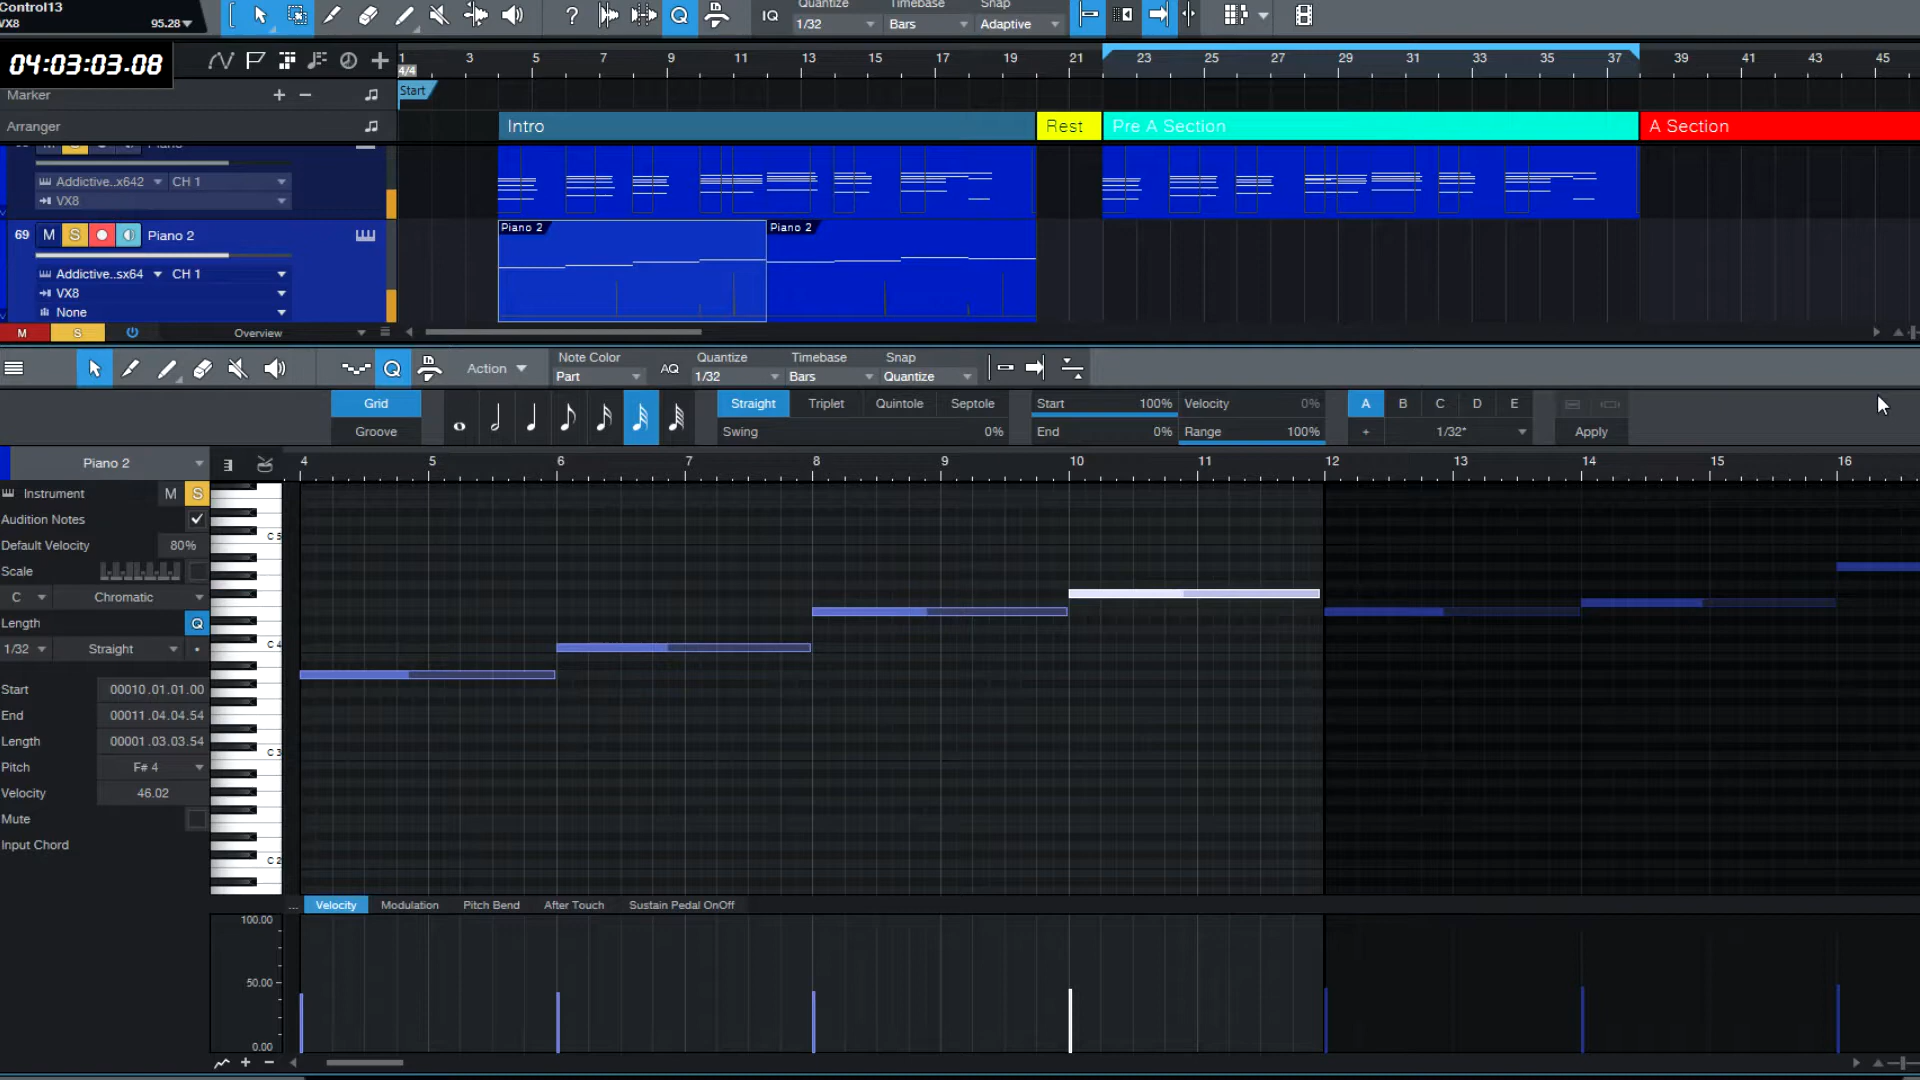 Control13
VX8 95.28
Quantize Timebase Snap
IQ 1/32 Bars Adaptive
04:03:03.08
1 3 5 7 9 11 13 15 17 19 21 23 25 27 29 31 33 35 37 39 41 43 45
4/4
Start
Marker
Arranger
Intro Rest Pre A Section A Section
Addictive..x642 CH 1
VX8
69 M S Piano 2
Piano 2 Piano 2
Addictive..sx64 CH 1
VX8
None
M S Overview
Action Note Color AQ Quantize Timebase Snap
Part 1/32 Bars Quantize
Grid Straight Triplet Quintole Septole Start 100% Velocity 0% A B C D E
Groove Swing 0% End 0% Range 100% + 1/32* Apply
Piano 2 4 5 6 7 8 9 10 11 12 13 14 15 16
Instrument M S
Audition Notes
Default Velocity 80%
Scale
C Chromatic
Length Q
1/32 Straight
Start 00010.01.01.00
End 00011.04.04.54
Length 00001.03.03.54
Pitch F# 4
Velocity 46.02
Mute
Input Chord
C 5
C 4
C 3
C 2
... Velocity Modulation Pitch Bend After Touch Sustain Pedal OnOff
100.00
50.00
0.00